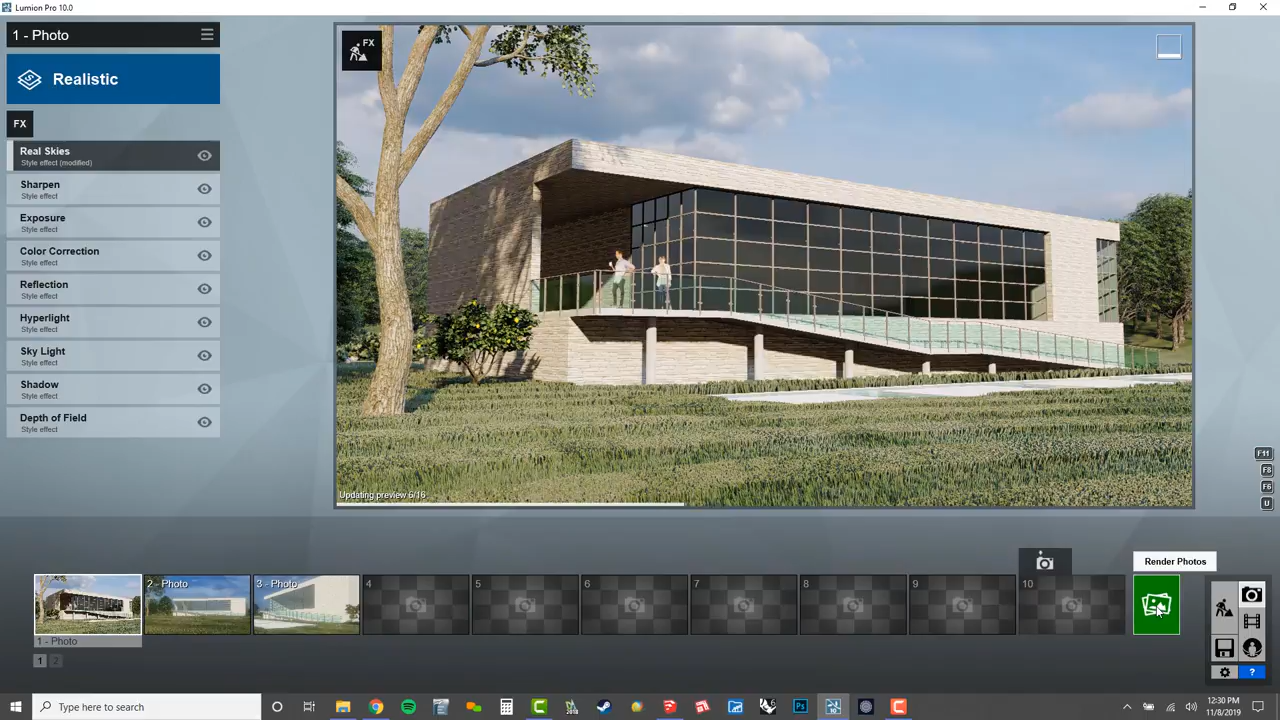 Lumion Pro 10.0
1 - Photo
Realistic
FX
Real Skies
Style effect (modified)
Sharpen
Style effect
Exposure
Style effect
Color Correction
Style effect
Reflection
Style effect
Hyperlight
Style effect
Sky Light
Style effect
Shadow
Style effect
Depth of Field
Style effect
FX
Updating preview 6/16
F11
F8
F6
U
Render Photos
2 - Photo
3 - Photo
4
5
6
7
8
9
10
1 - Photo
1
2
?
Type here to search
Ps
12:30 PM
11/8/2019